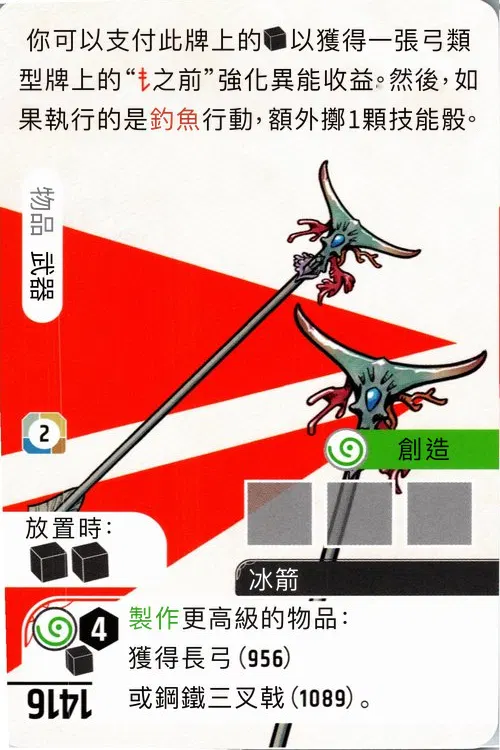 你可以支付此牌上的以獲得一張弓類
型牌上的“之前”強化異能收益。然後，如
果執行的是釣魚行動，額外擲1顆技能骰。
物品 武器
2
創造
放置時：
冰箭
4
製作更高級的物品：
獲得長弓（956）
或鋼鐵三叉戟（1089）。
1416